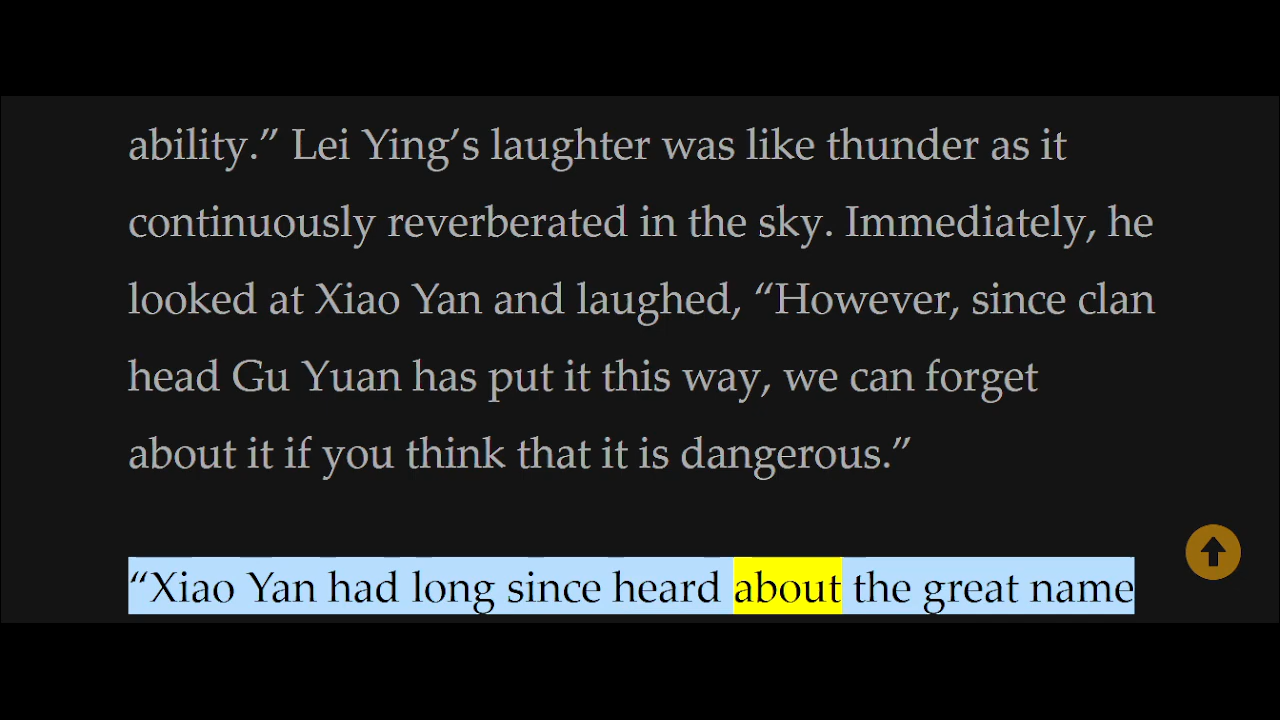 ability.” Lei Ying’s laughter was like thunder as it
continuously reverberated in the sky. Immediately, he
looked at Xiao Yan and laughed, “However, since clan
head Gu Yuan has put it this way, we can forget
about it if you think that it is dangerous.”
“Xiao Yan had long since heard about the great name